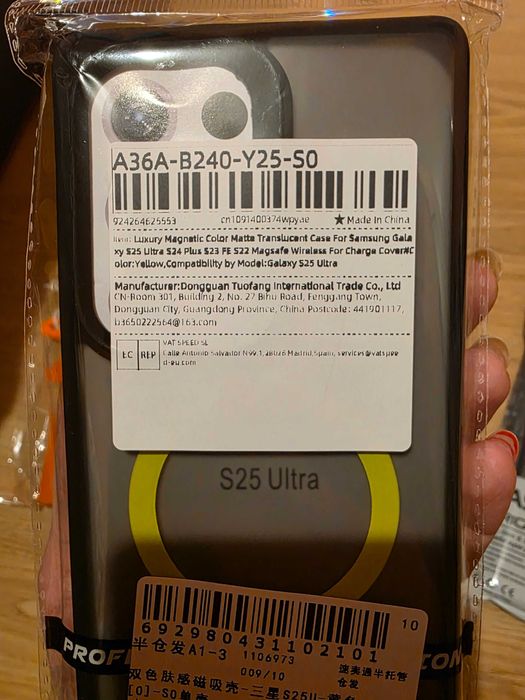 A36A-B240-Y25-S0
924264625553 cn1091400374wpyae ★ Made In China
Item: Luxury Magnetic Color Matte Translucent Case For Samsung Gala
xy S25 Ultra S24 Plus S23 FE S22 Magsafe Wireless For Charge Cover#C
olor:Yellow,Compatibility by Model:Galaxy S25 Ultra
Manufacturer:Dongguan Tuofang International Trade Co., Ltd
CN-Room 301, Building 2, No. 27 Bihu Road, Fenggang Town,
Dongguan City, Guangdong Province, China Postcode: 441901117,
b3650222564@163.com
EC REP
VAT SPEED SL
Calle Antonio Salvador N99.1,28026 Madrid,Spain, services@vatspee
d-eu.com
S25 Ultra
692980431102101
10
半仓发A1-3 1106973
009/10
速卖通半托管
仓发
PROF
CON
双色肤感磁吸壳-三星S25U-黄
[0]-S0单壳